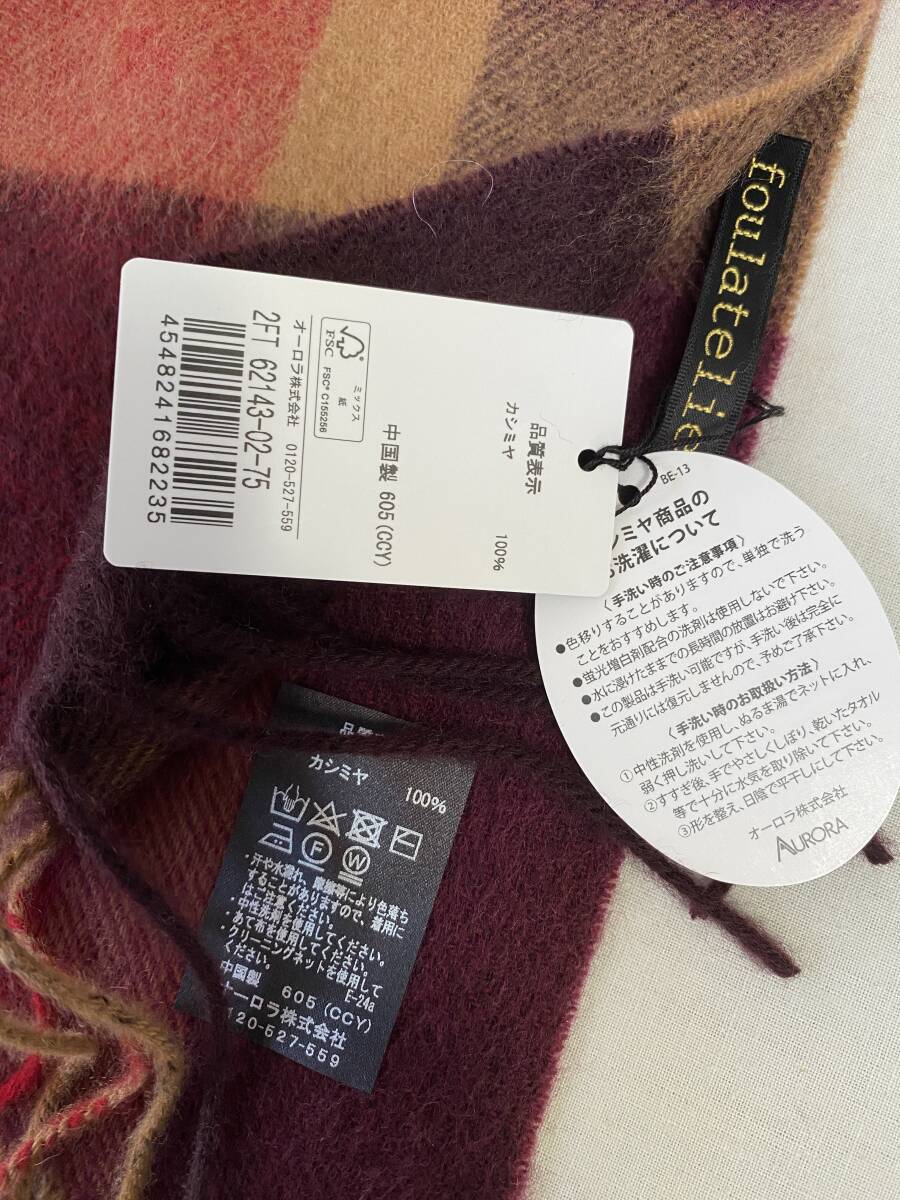 foulatelie
品質表示
カシミヤ 100%
中国製 605(CCY)
ミックス
紙
FSC
FSC® C155256
オーロラ株式会社 0120-527-559
2FT 62143-02-75
4548241682235
BE-13
シミヤ商品の
洗濯について
〈手洗い時のご注意事項〉
●色移りすることがありますので、単独で洗う
ことをおすすめします。
●蛍光増白剤配合の洗剤は使用しないで下さい。
●水に浸けたままでの長時間の放置はお避け下さい。
●この製品は手洗い可能ですが、手洗い後は完全に
元通りには復元しませんので、予めご了承下さい。
〈手洗い時のお取扱い方法〉
①中性洗剤を使用し、ぬるま湯でネットに入れ、
弱く押し洗いして下さい。
②すすぎ後、手でやさしくしぼり、乾いたタオル
等で十分に水気を取り除いて下さい。
③形を整え、日陰で平干しにして下さい。
オーロラ株式会社
AURORA
品
カシミヤ
100%
F
W
・汗や水濡れ、摩擦等により色落ち
することがありますので、着用に
はご注意ください。
・中性洗剤を使用してください。
・あて布を使用してください。
・クリーニングネットを使用して
ください。
E-24a
中国製 605 (CCY)
オーロラ株式会社
120-527-559